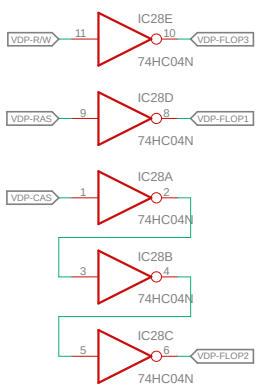 IC28E
VDP-R/W 11 10 VDP-FLOP3
74HC04N
IC28D
VDP-RAS 9 8 VDP-FLOP1
74HC04N
IC28A
VDP-CAS 1 2
74HC04N
IC28B
3 4
74HC04N
IC28C
5 6 VDP-FLOP2
74HC04N